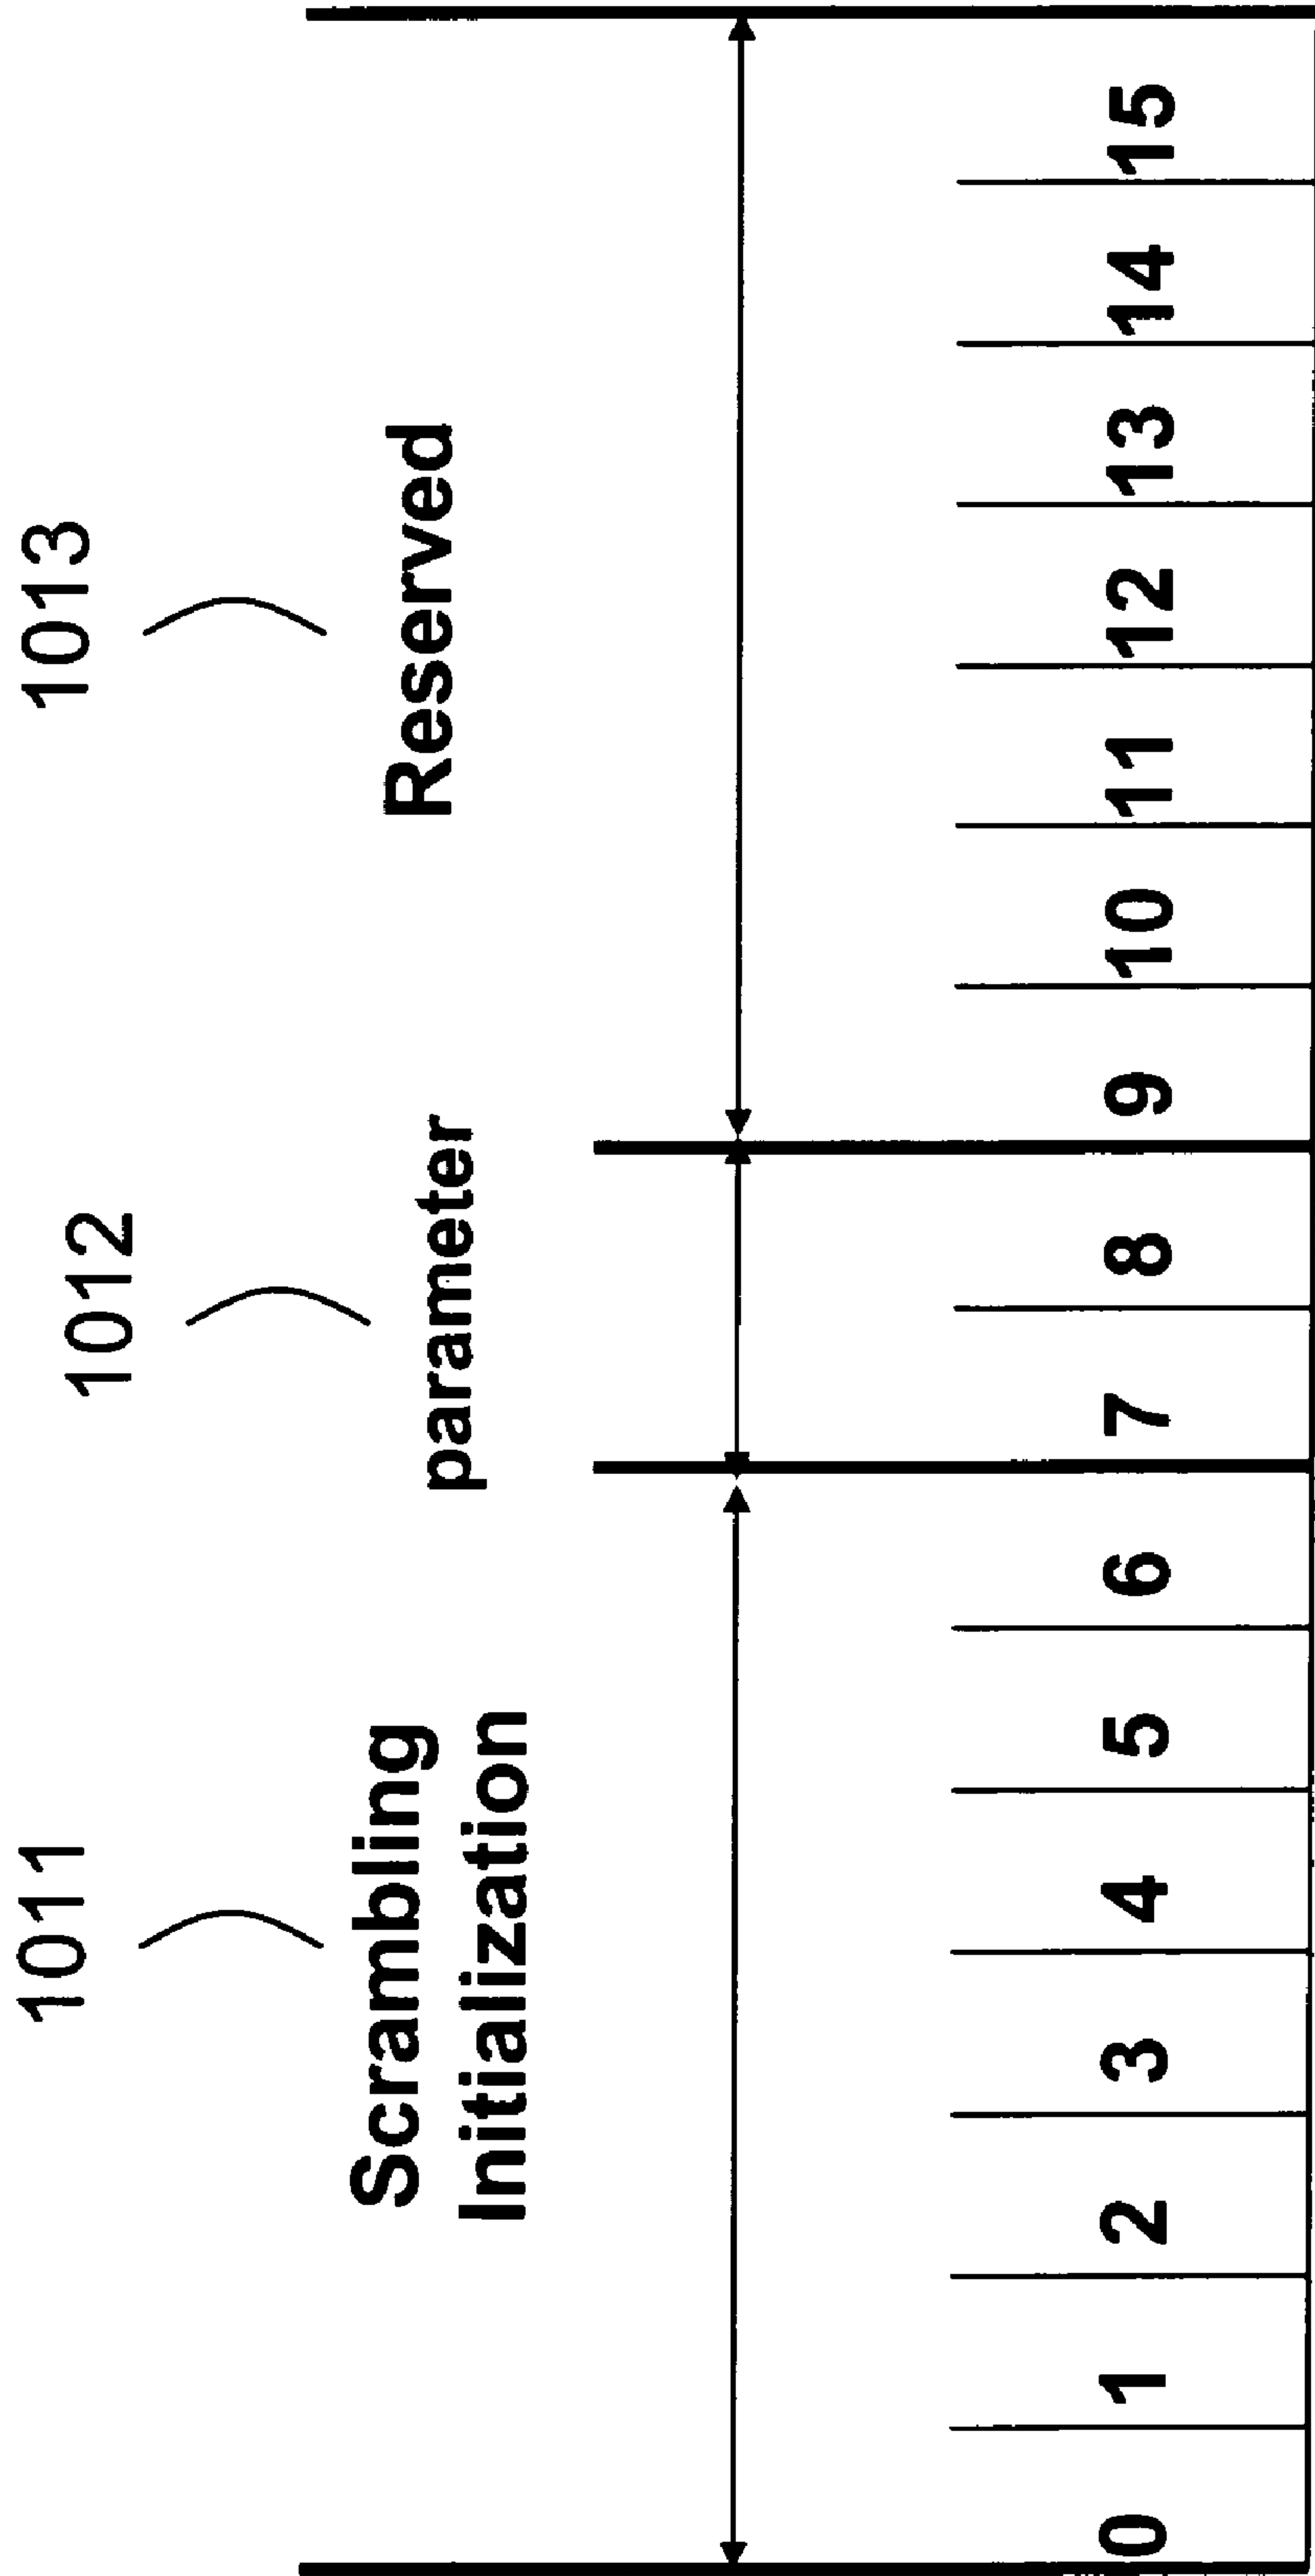 1011
1012
1013
Scrambling
Initialization
parameter
Reserved
0 1 2 3 4 5 6 7 8 9 10 11 12 13 14 15